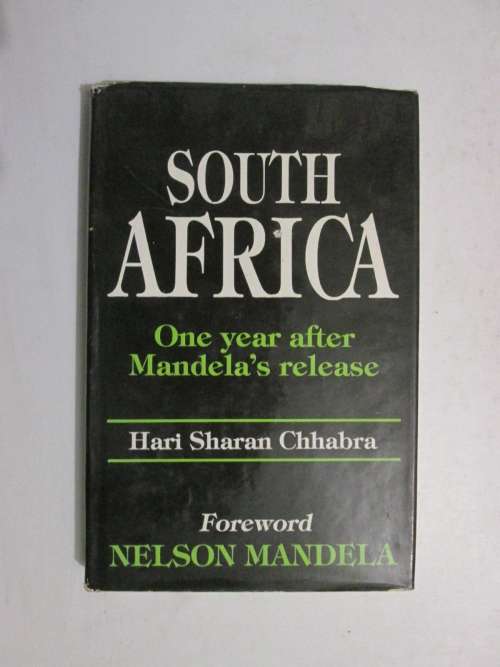 SOUTH
AFRICA
One year after
Mandela's release
Hari Sharan Chhabra
Foreword
NELSON MANDELA